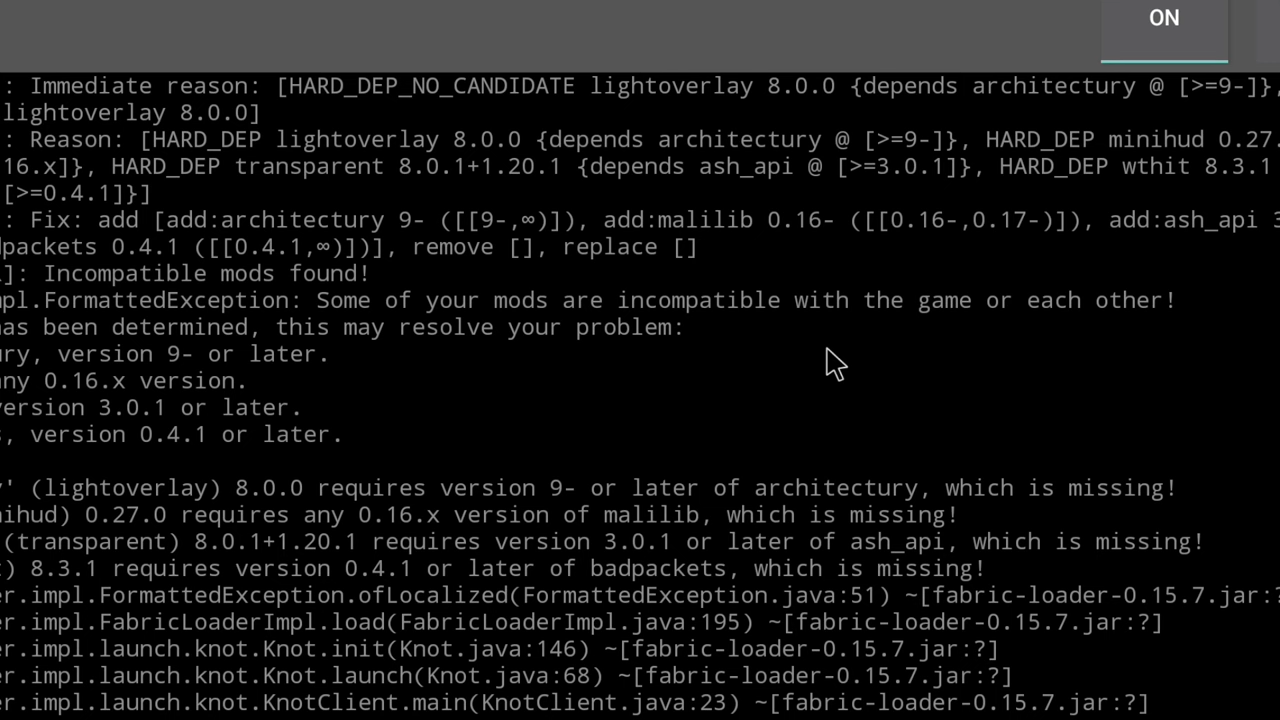 ON
: Immediate reason: [HARD_DEP_NO_CANDIDATE lightoverlay 8.0.0 {depends architectury @ [>=9-]},
lightoverlay 8.0.0]
: Reason: [HARD_DEP lightoverlay 8.0.0 {depends architectury @ [>=9-]}, HARD_DEP minihud 0.27.
16.x]}, HARD_DEP transparent 8.0.1+1.20.1 {depends ash_api @ [>=3.0.1]}, HARD_DEP wthit 8.3.1
[>=0.4.1]}]
: Fix: add [add:architectury 9- ([[9-,∞)]), add:malilib 0.16- ([[0.16-,0.17-)]), add:ash_api 3
dpackets 0.4.1 ([[0.4.1,∞)])], remove [], replace []
]: Incompatible mods found!
mpl.FormattedException: Some of your mods are incompatible with the game or each other!
has been determined, this may resolve your problem:
ury, version 9- or later.
any 0.16.x version.
version 3.0.1 or later.
s, version 0.4.1 or later.
y' (lightoverlay) 8.0.0 requires version 9- or later of architectury, which is missing!
nihud) 0.27.0 requires any 0.16.x version of malilib, which is missing!
(transparent) 8.0.1+1.20.1 requires version 3.0.1 or later of ash_api, which is missing!
t) 8.3.1 requires version 0.4.1 or later of badpackets, which is missing!
er.impl.FormattedException.ofLocalized(FormattedException.java:51) ~[fabric-loader-0.15.7.jar:?
er.impl.FabricLoaderImpl.load(FabricLoaderImpl.java:195) ~[fabric-loader-0.15.7.jar:?]
er.impl.launch.knot.Knot.init(Knot.java:146) ~[fabric-loader-0.15.7.jar:?]
er.impl.launch.knot.Knot.launch(Knot.java:68) ~[fabric-loader-0.15.7.jar:?]
er.impl.launch.knot.KnotClient.main(KnotClient.java:23) ~[fabric-loader-0.15.7.jar:?]